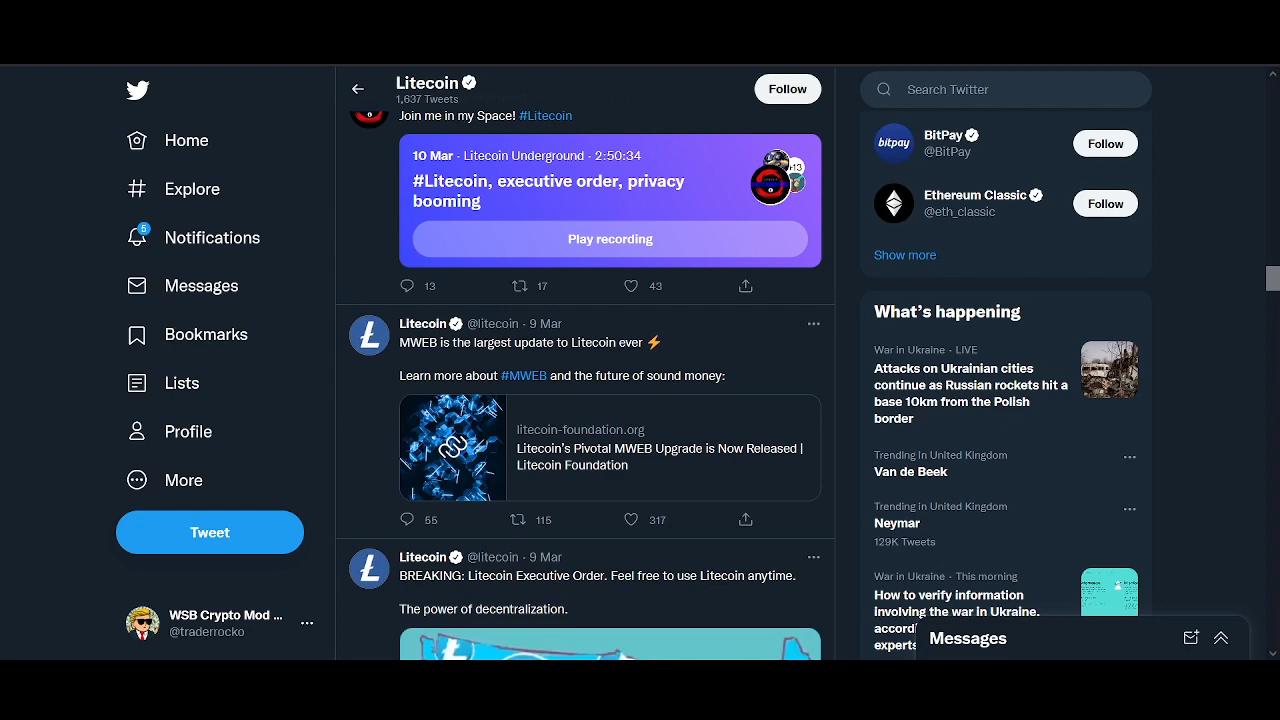 Home
Explore
5
Notifications
Messages
Bookmarks
Lists
Profile
More
Tweet
WSB Crypto Mod ...
@traderrocko
Litecoin
1,637 Tweets
Follow
Join me in my Space! #Litecoin
10 Mar · Litecoin Underground · 2:50:34
#Litecoin, executive order, privacy
booming
+13
Play recording
13 17 43
Litecoin @litecoin · 9 Mar
MWEB is the largest update to Litecoin ever ⚡
Learn more about #MWEB and the future of sound money:
litecoin-foundation.org
Litecoin's Pivotal MWEB Upgrade is Now Released |
Litecoin Foundation
55 115 317
Litecoin @litecoin · 9 Mar
BREAKING: Litecoin Executive Order. Feel free to use Litecoin anytime.
The power of decentralization.
Search Twitter
bitpay
BitPay
@BitPay
Follow
Ethereum Classic
@eth_classic
Follow
Show more
What's happening
War in Ukraine · LIVE
Attacks on Ukrainian cities
continue as Russian rockets hit a
base 10km from the Polish
border
Trending in United Kingdom
Van de Beek
Trending in United Kingdom
Neymar
129K Tweets
War in Ukraine · This morning
How to verify information
involving the war in Ukraine,
experts
Messages